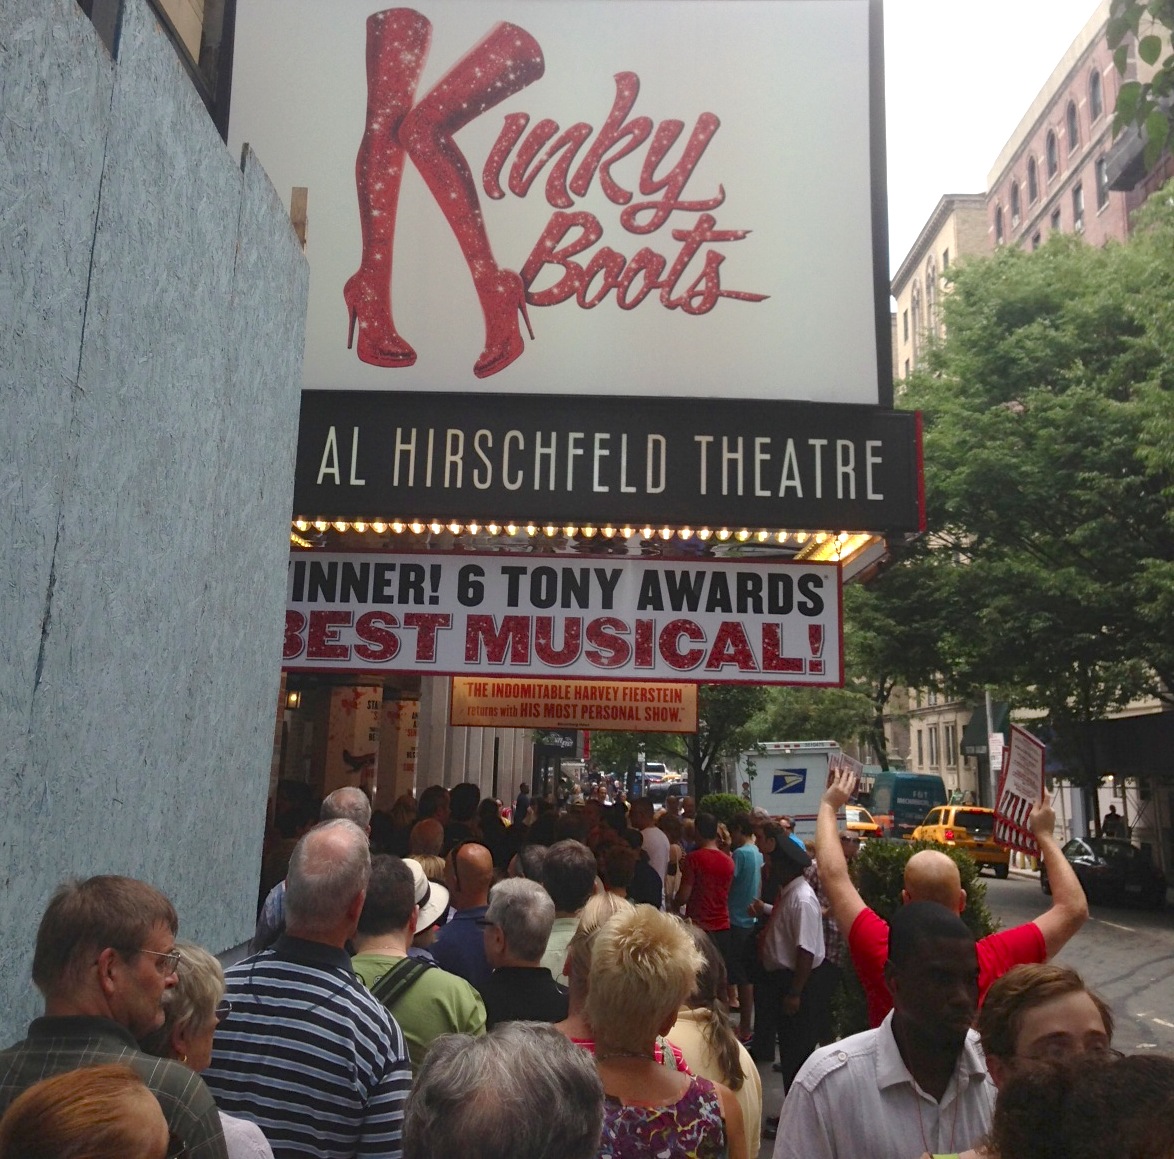 Kinky
Boots
AL HIRSCHFELD THEATRE
INNER! 6 TONY AWARDS
BEST MUSICAL!
"THE INDOMITABLE HARVEY FIERSTEIN
returns with HIS MOST PERSONAL SHOW."